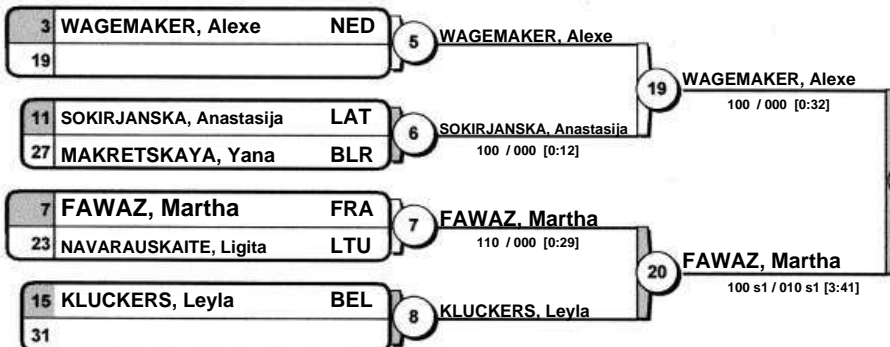 3 WAGEMAKER, Alexe NED
19
5
WAGEMAKER, Alexe
11 SOKIRJANSKA, Anastasija LAT
27 MAKRETSKAYA, Yana BLR
6
SOKIRJANSKA, Anastasija
100 / 000 [0:12]
19
WAGEMAKER, Alexe
100 / 000 [0:32]
7 FAWAZ, Martha FRA
23 NAVARAUSKAITE, Ligita LTU
7
FAWAZ, Martha
110 / 000 [0:29]
15 KLUCKERS, Leyla BEL
31
8
KLUCKERS, Leyla
20
FAWAZ, Martha
100 s1 / 010 s1 [3:41]